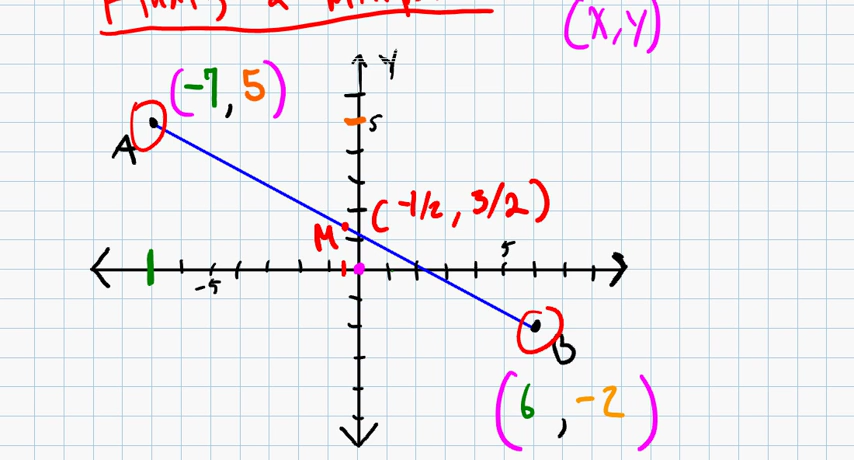 (X,Y)
Y
(-7, 5)
5
A
(-1/2, 3/2)
M
5
-5
B
(6, -2)